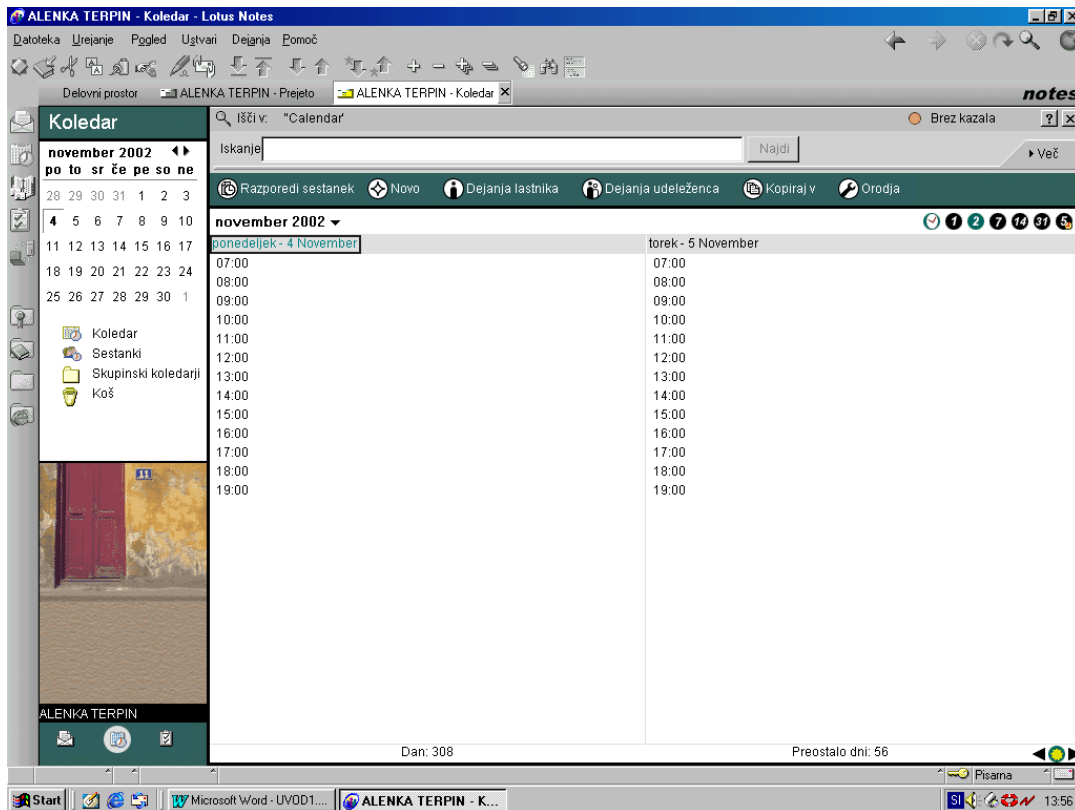 ALENKA TERPIN - Koledar - Lotus Notes
Datoteka Urejanje Pogled Ustvari Dejanja Pomoč
Delovni prostor ALENKA TERPIN - Prejeto ALENKA TERPIN - Koledar
notes
Koledar
Išči v: "Calendar"
Brez kazala
Iskanje
Najdi
Več
november 2002
po to sr če pe so ne
28 29 30 31 1 2 3
4 5 6 7 8 9 10
11 12 13 14 15 16 17
18 19 20 21 22 23 24
25 26 27 28 29 30 1
Koledar
Sestanki
Skupinski koledarji
Koš
11
ALENKA TERPIN
Razporedi sestanek Novo Dejanja lastnika Dejanja udeleženca Kopiraj v Orodja
november 2002
1 2 7 14 31
ponedeljek - 4 November
07:00
08:00
09:00
10:00
11:00
12:00
13:00
14:00
15:00
16:00
17:00
18:00
19:00
torek - 5 November
07:00
08:00
09:00
10:00
11:00
12:00
13:00
14:00
15:00
16:00
17:00
18:00
19:00
Dan: 308
Preostalo dni: 56
Pisarna
Start
Microsoft Word - UVOD1....
ALENKA TERPIN - K...
SI
13:56